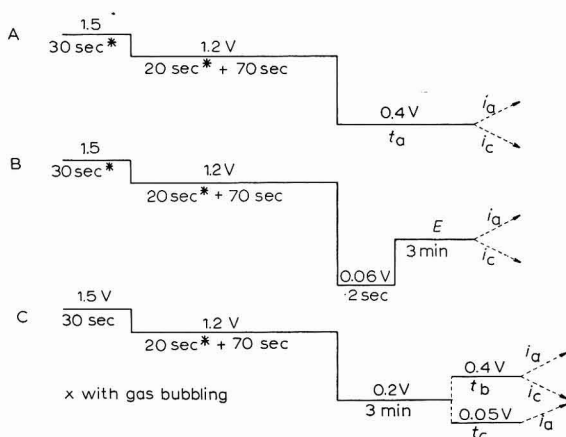 A
1.5
30 sec*
1.2 V
20 sec* + 70 sec
0.4 V
ta
ia
ic
B
1.5
30 sec*
1.2V
20 sec* + 70 sec
0.06 V
2 sec
E
3 min
ia
ic
C
1.5 V
30 sec
1.2 V
20 sec* + 70 sec
0.2V
3 min
0.4 V
tb
0.05V
tc
ia
ic
ia
x with gas bubbling